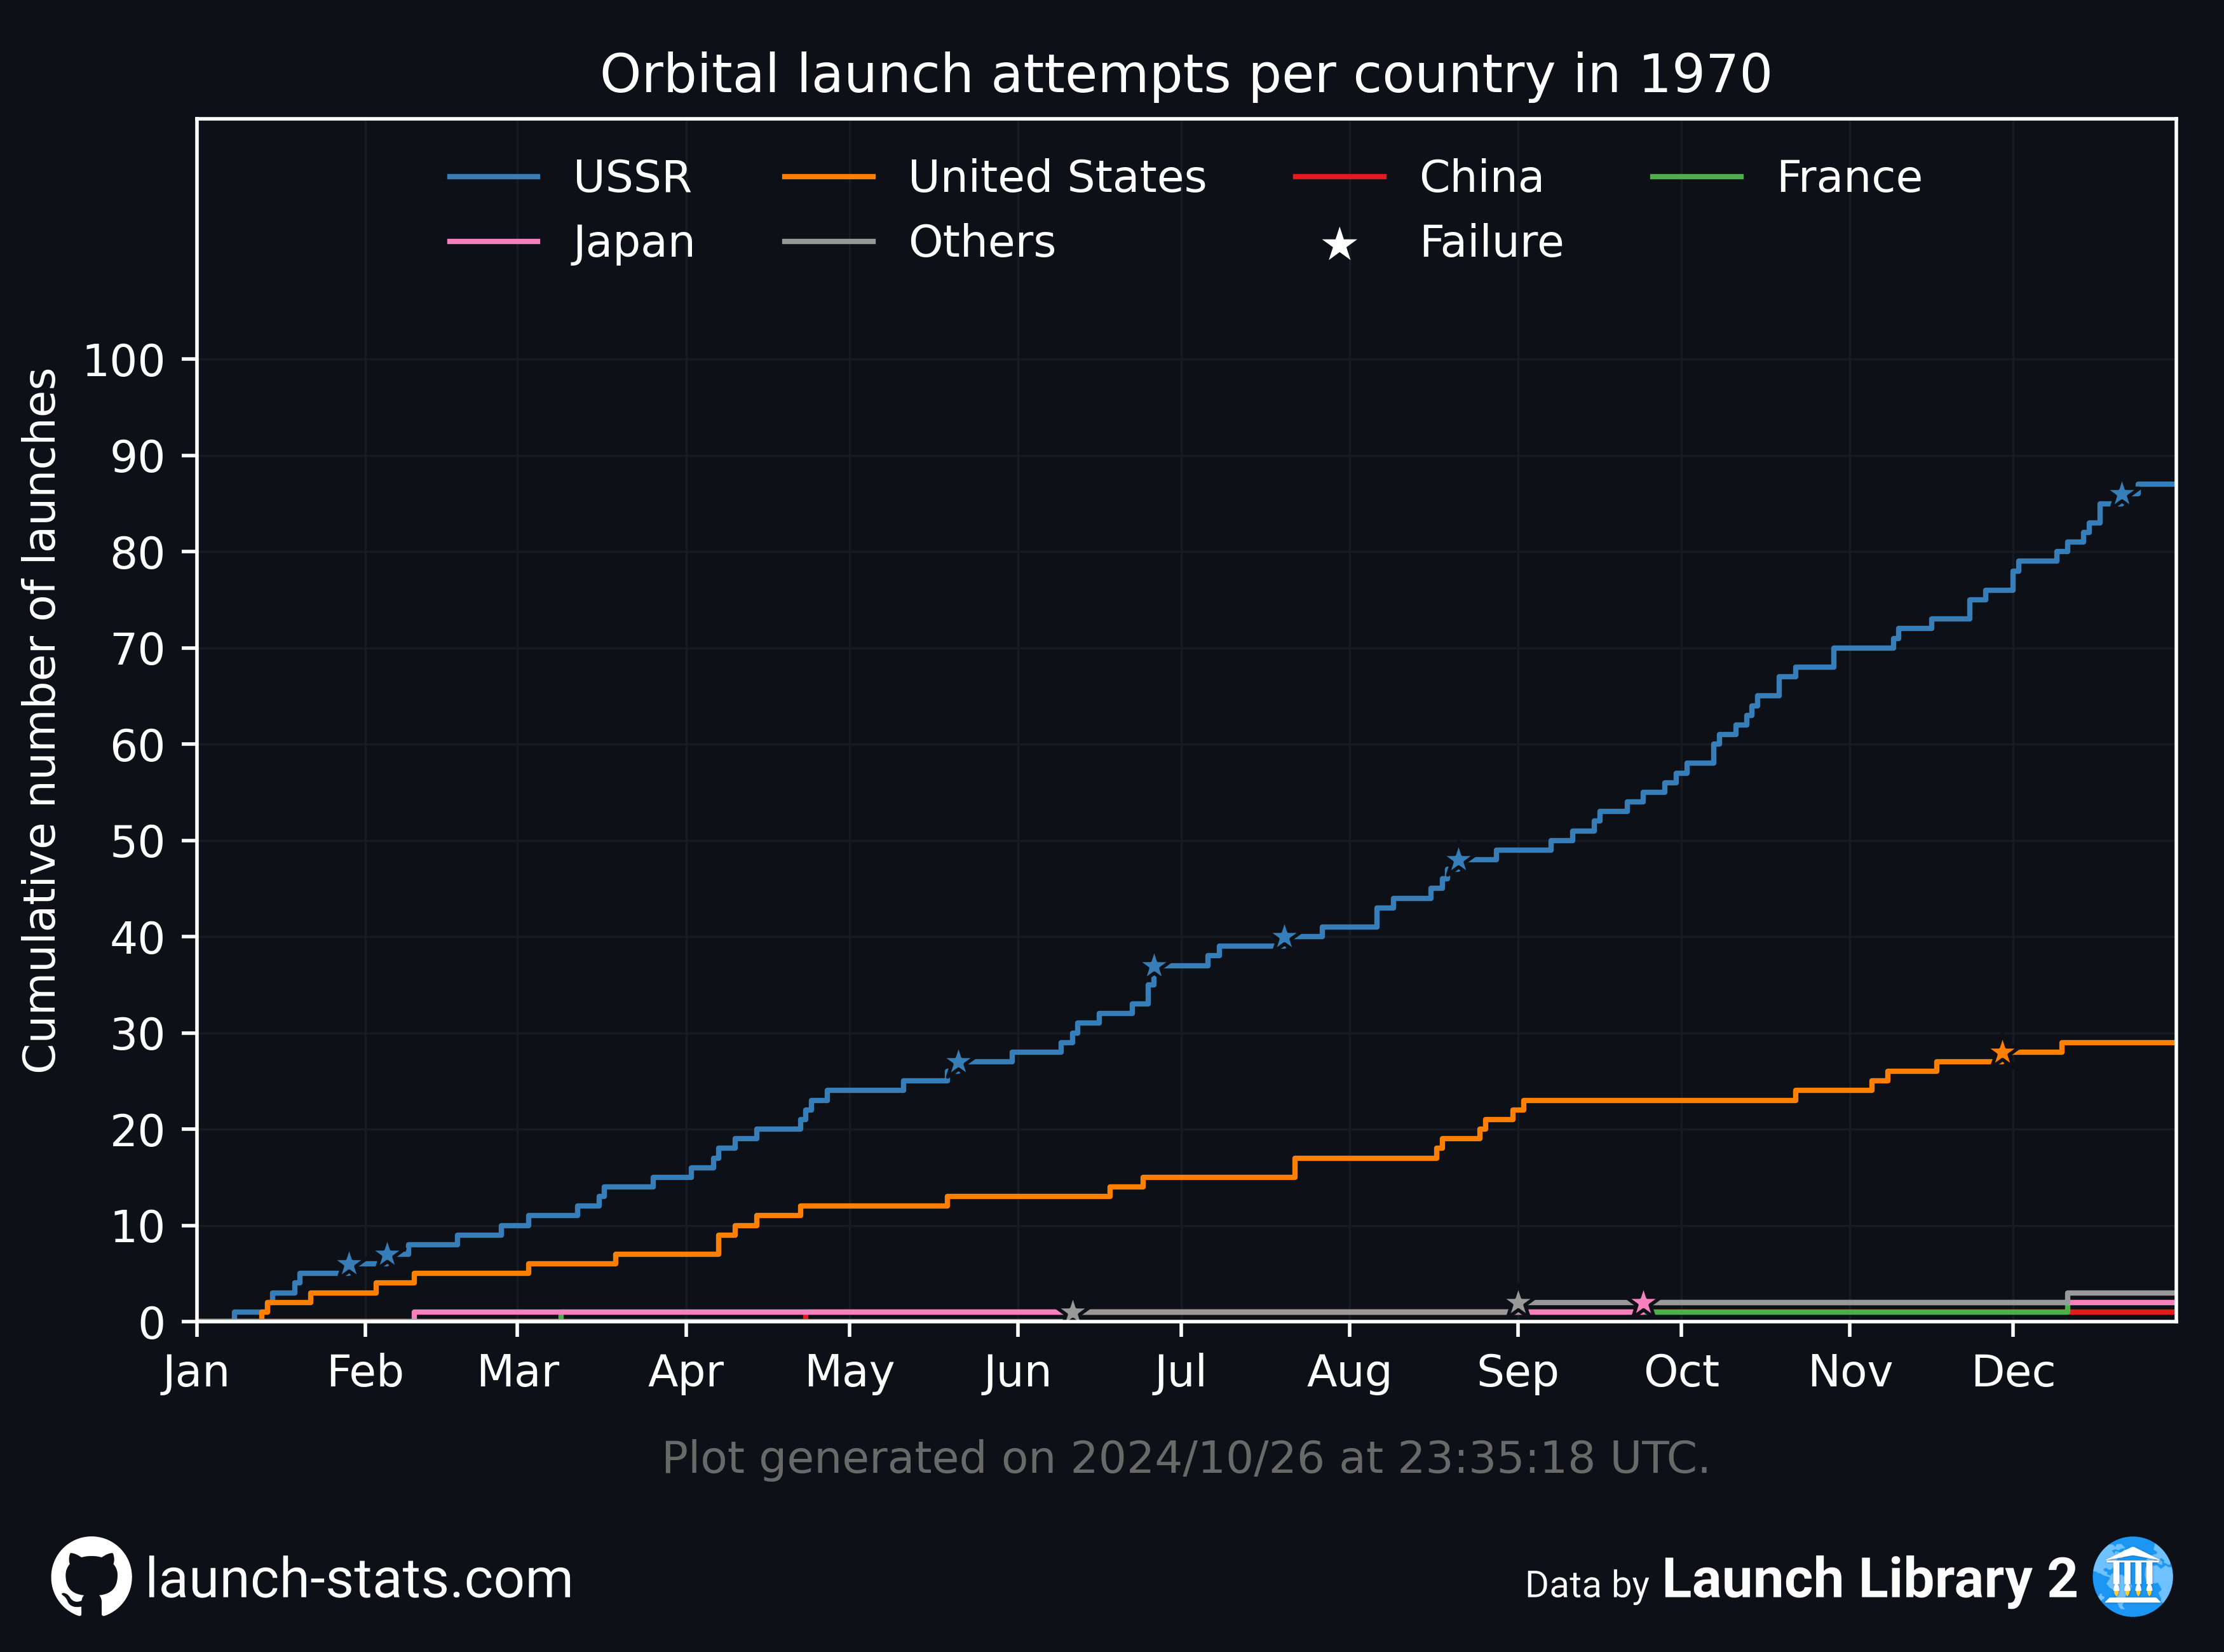 Orbital launch attempts per country in 1970
USSR United States China France
Japan Others Failure
Cumulative number of launches
100
90
80
70
60
50
40
30
20
10
0
Jan Feb Mar Apr May Jun Jul Aug Sep Oct Nov Dec
Plot generated on 2024/10/26 at 23:35:18 UTC.
launch-stats.com
Data by Launch Library 2